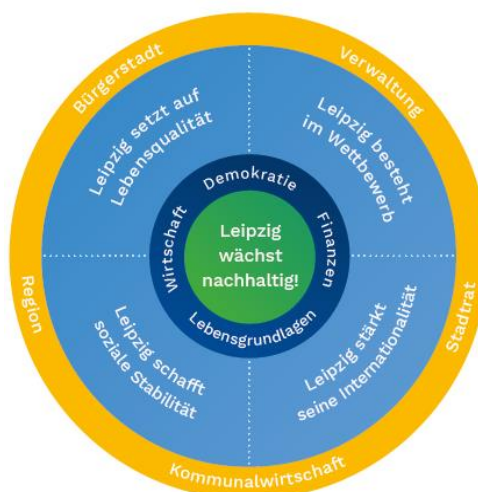 Bürgerstadt
Verwaltung
Leipzig setzt auf
Lebensqualität
Leipzig besteht
im Wettbewerb
Demokratie
Wirtschaft
Finanzen
Leipzig
wächst
nachhaltig!
Lebensgrundlagen
Region
Stadtrat
Leipzig schafft
soziale Stabilität
Leipzig stärkt
seine Internationalität
Kommunalwirtschaft